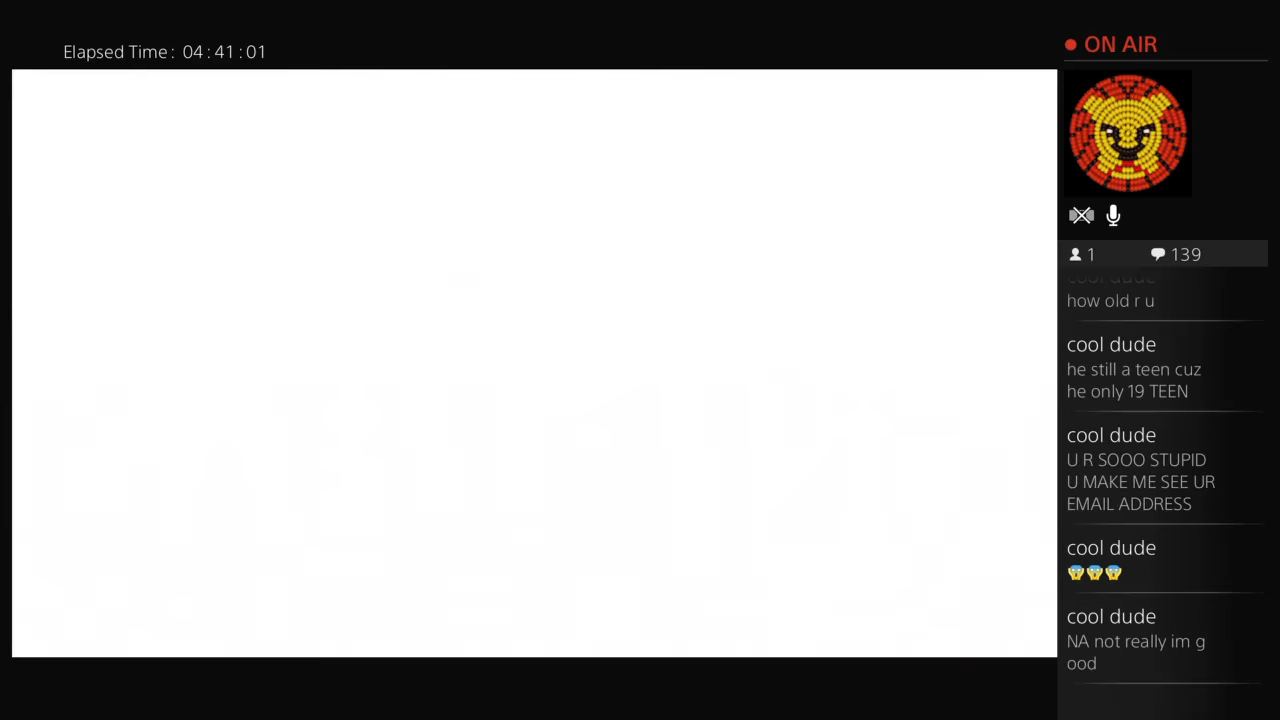 Elapsed Time: 04:41:01
ON AIR
1 139
cool dude
how old r u
cool dude
he still a teen cuz
he only 19 TEEN
cool dude
U R SOOO STUPID
U MAKE ME SEE UR
EMAIL ADDRESS
cool dude
😱😱😱
cool dude
NA not really im g
ood